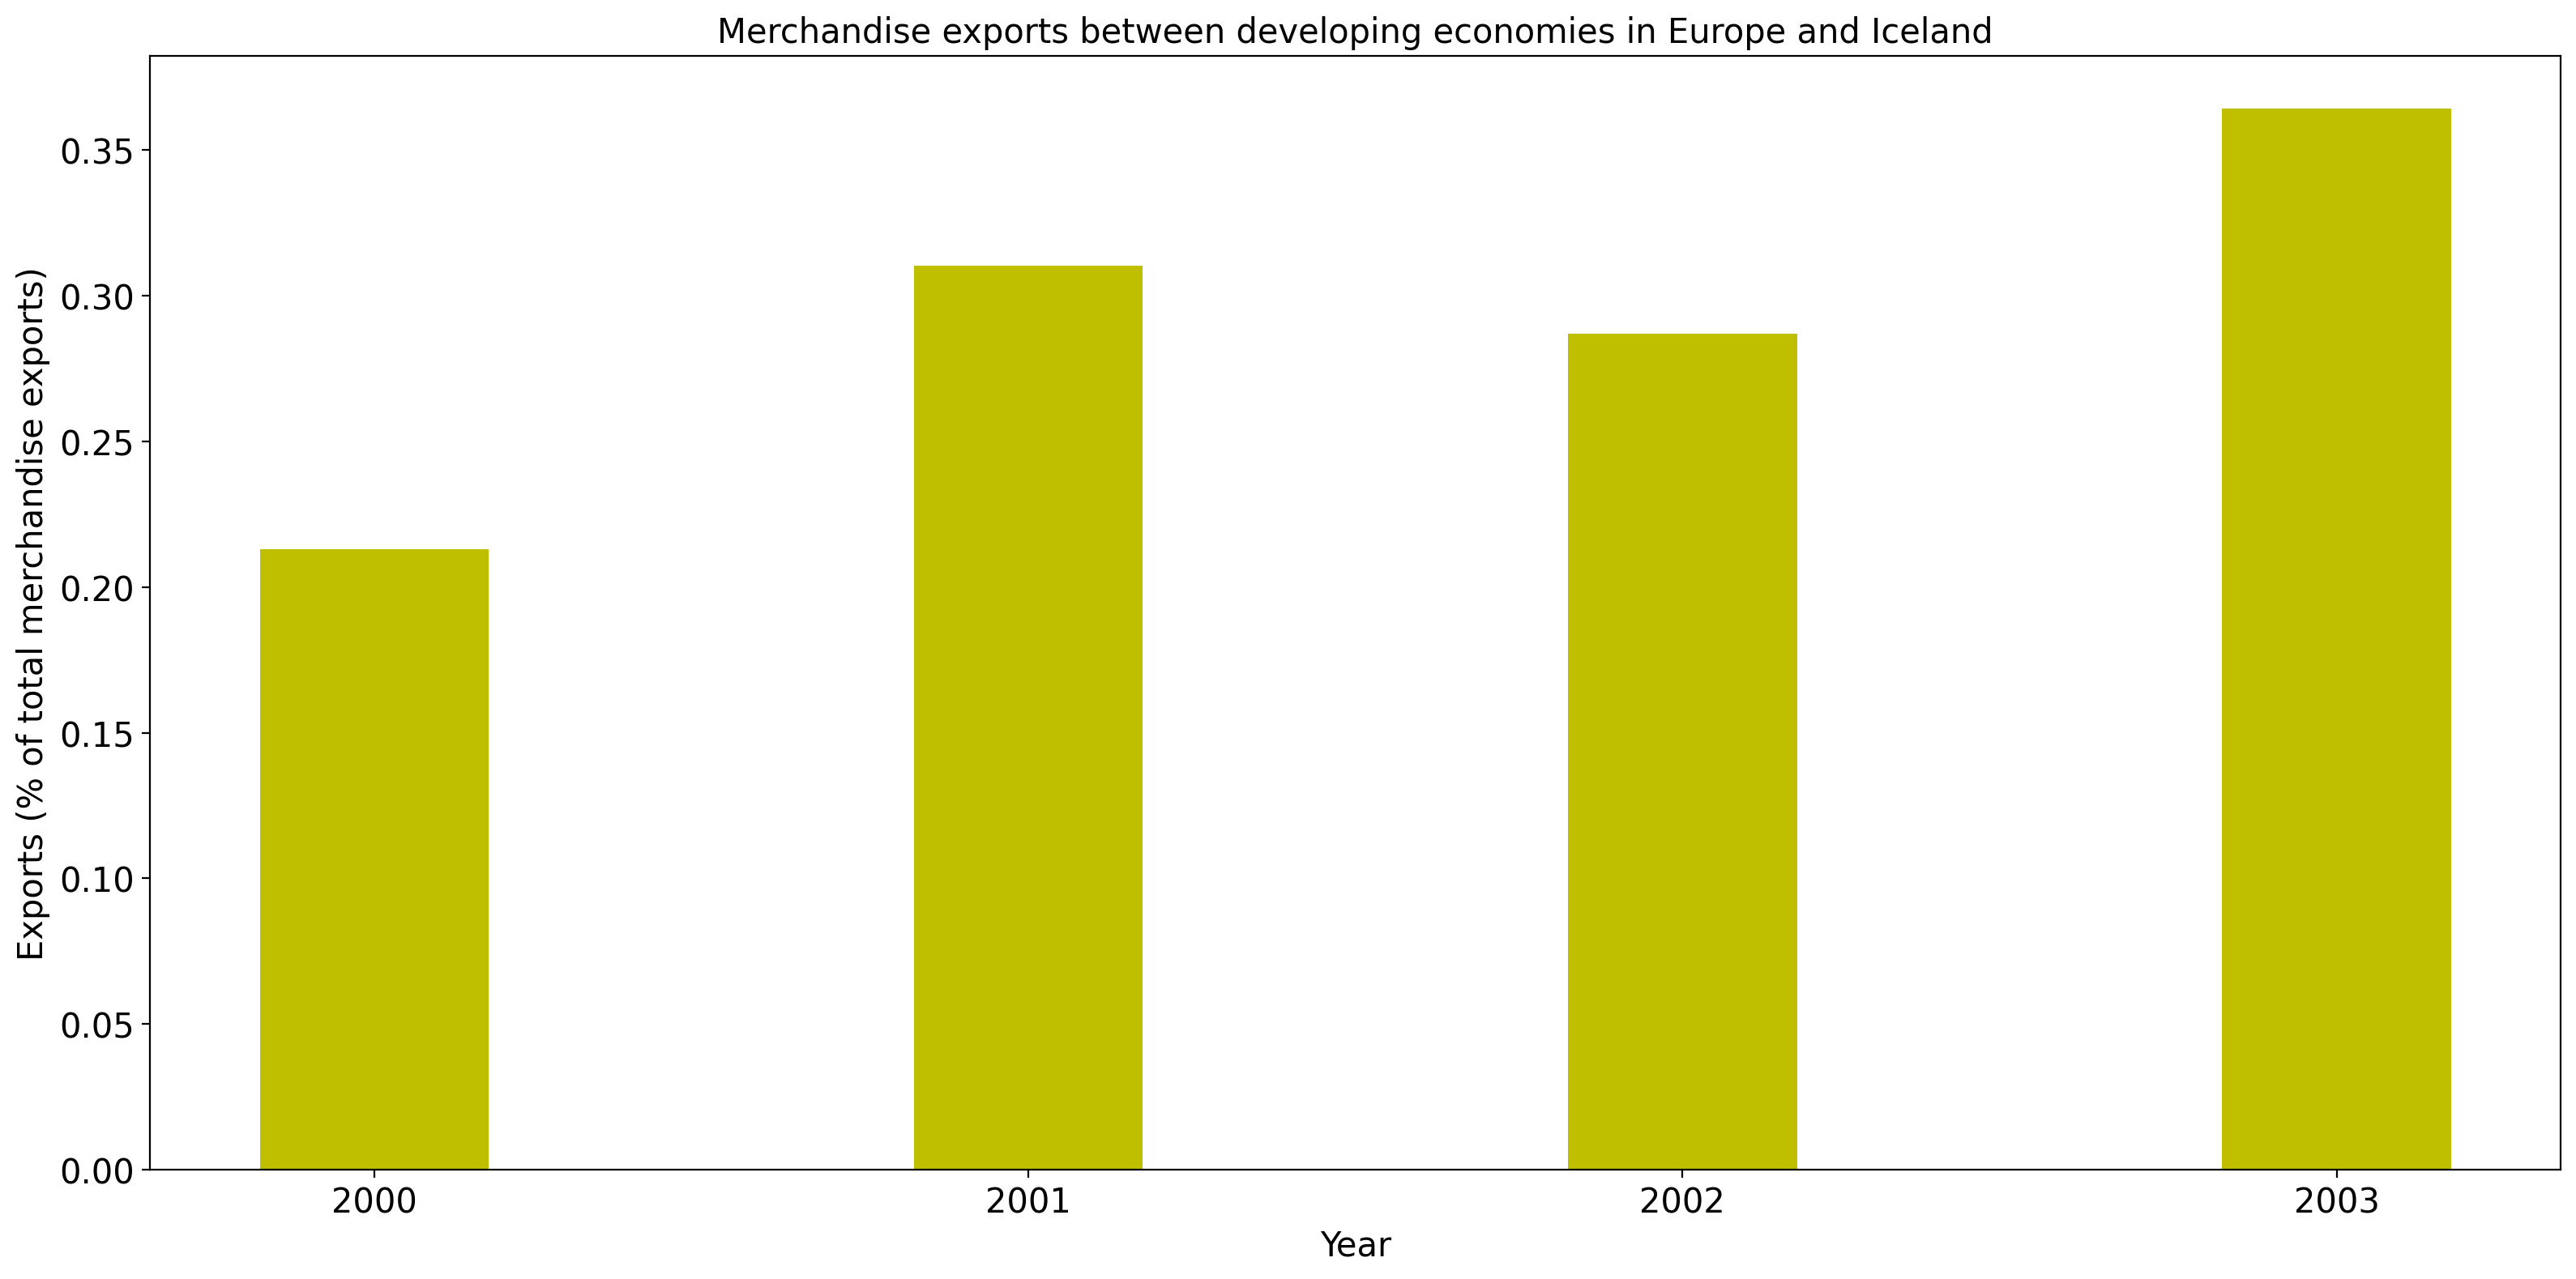 Merchandise exports between developing economies in Europe and Iceland
Exports (% of total merchandise exports)
0.35
0.30
0.25
0.20
0.15
0.10
0.05
0.00
2000 2001 2002 2003
Year